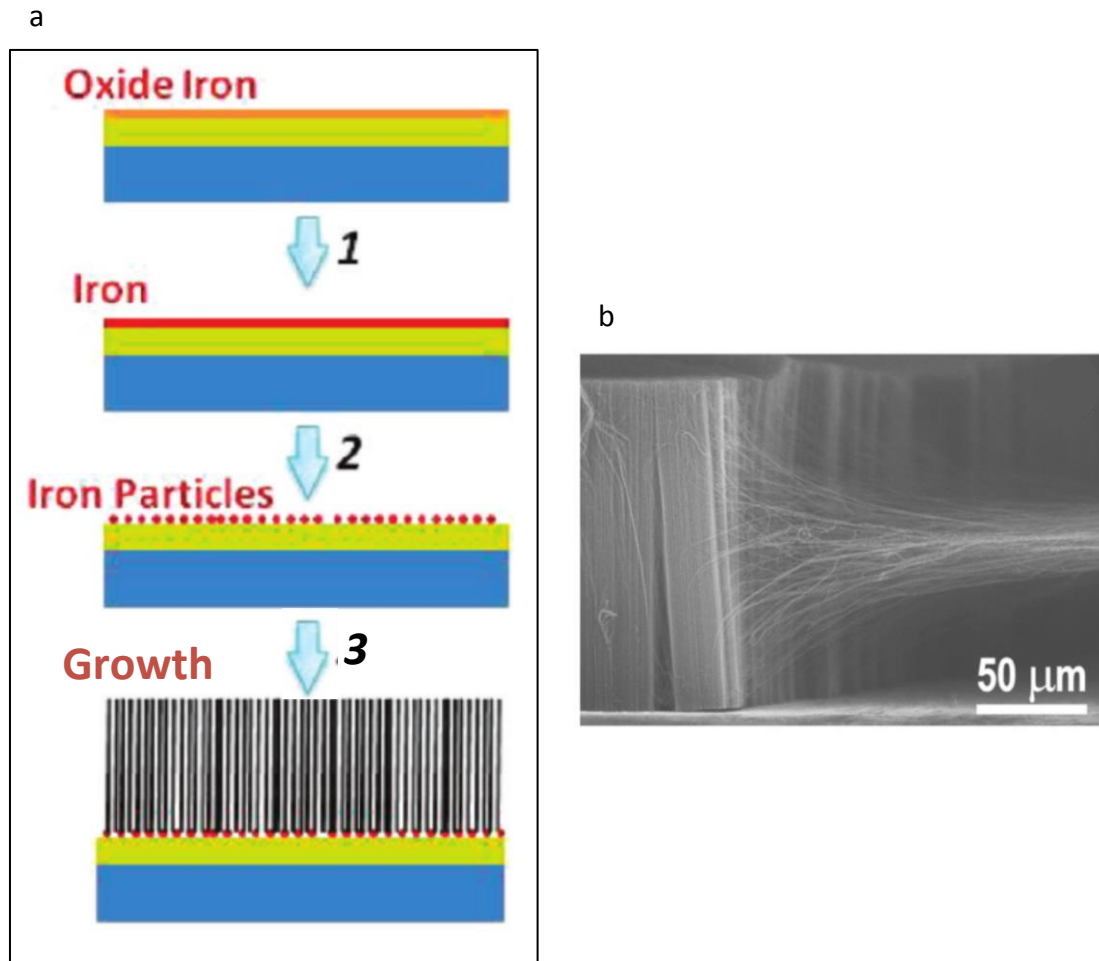 a
Oxide Iron
1
Iron
2
Iron Particles
3
Growth
b
50 μm